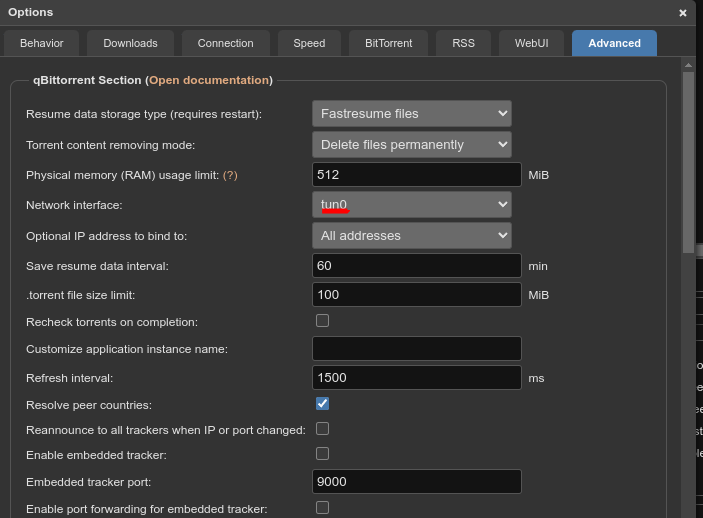 Options ×
Behavior Downloads Connection Speed BitTorrent RSS WebUI Advanced
qBittorrent Section (Open documentation)
Resume data storage type (requires restart): Fastresume files
Torrent content removing mode: Delete files permanently
Physical memory (RAM) usage limit: (?) 512 MiB
Network interface: tun0
Optional IP address to bind to: All addresses
Save resume data interval: 60 min
.torrent file size limit: 100 MiB
Recheck torrents on completion:
Customize application instance name:
Refresh interval: 1500 ms
Resolve peer countries:
Reannounce to all trackers when IP or port changed:
Enable embedded tracker:
Embedded tracker port: 9000
Enable port forwarding for embedded tracker: